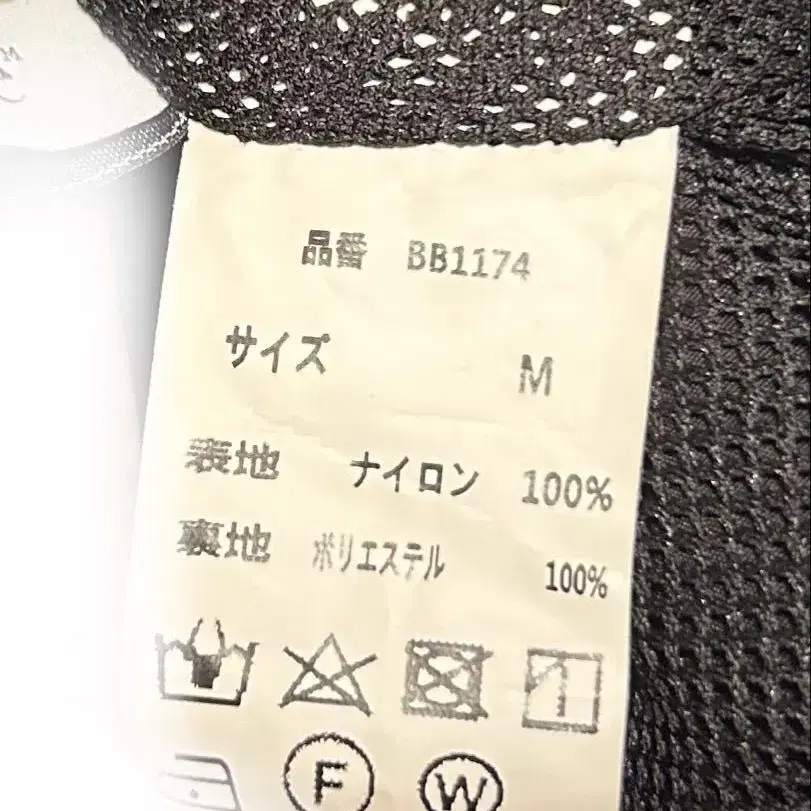 品番 BB1174
サイズ M
表地 ナイロン 100%
裏地 ポリエステル 100%
F W